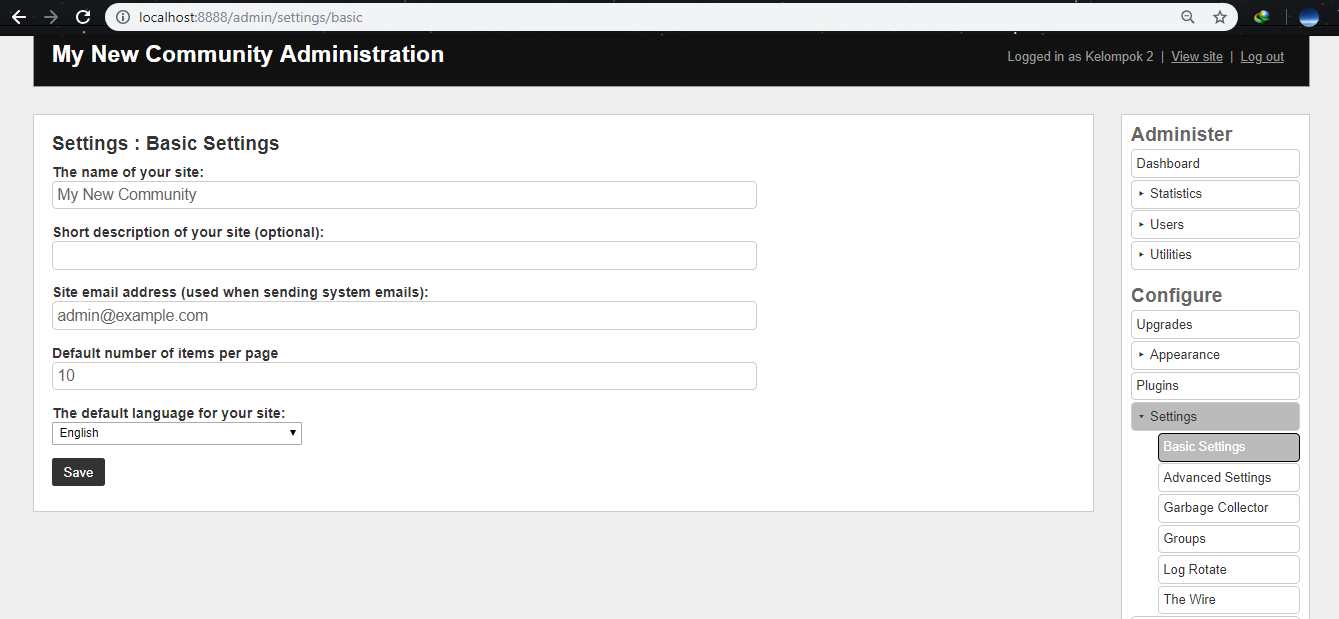 localhost:8888/admin/settings/basic
My New Community Administration
Logged in as Kelompok 2 | View site | Log out
Settings : Basic Settings
The name of your site:
My New Community
Short description of your site (optional):
Site email address (used when sending system emails):
admin@example.com
Default number of items per page
10
The default language for your site:
English
Save
Administer
Dashboard
Statistics
Users
Utilities
Configure
Upgrades
Appearance
Plugins
Settings
Basic Settings
Advanced Settings
Garbage Collector
Groups
Log Rotate
The Wire